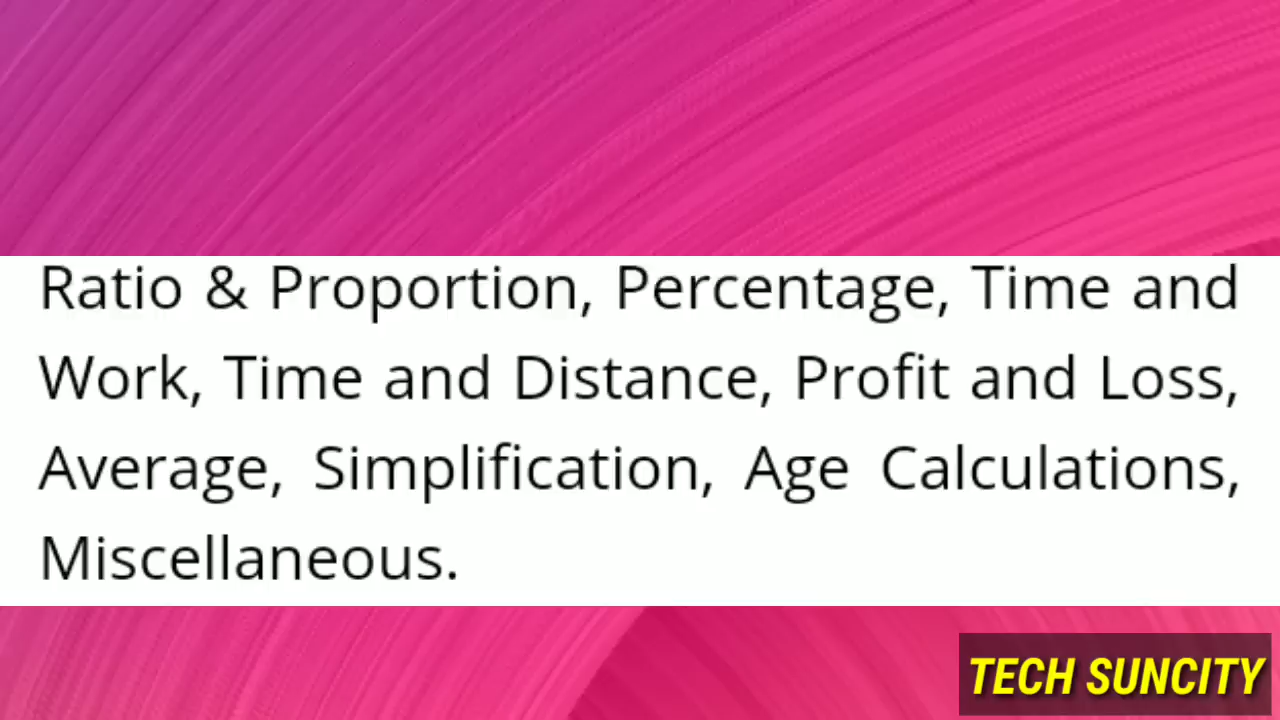 Ratio & Proportion, Percentage, Time and
Work, Time and Distance, Profit and Loss,
Average, Simplification, Age Calculations,
Miscellaneous.
TECH SUNCITY